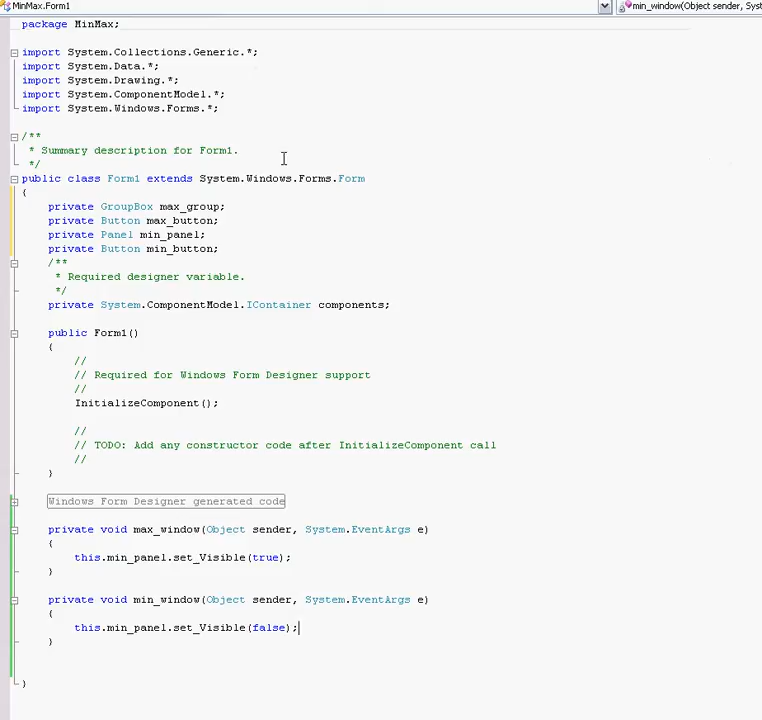 MinMax.Form1
min_window(Object sender, Syst
package MinMax;
import System.Collections.Generic.*;
import System.Data.*;
import System.Drawing.*;
import System.ComponentModel.*;
import System.Windows.Forms.*;
/**
* Summary description for Form1.
*/
public class Form1 extends System.Windows.Forms.Form
{
private GroupBox max_group;
private Button max_button;
private Panel min_panel;
private Button min_button;
/**
* Required designer variable.
*/
private System.ComponentModel.IContainer components;
public Form1()
{
//
// Required for Windows Form Designer support
//
InitializeComponent();
//
// TODO: Add any constructor code after InitializeComponent call
//
}
Windows Form Designer generated code
private void max_window(Object sender, System.EventArgs e)
{
this.min_panel.set_Visible(true);
}
private void min_window(Object sender, System.EventArgs e)
{
this.min_panel.set_Visible(false);
}
}